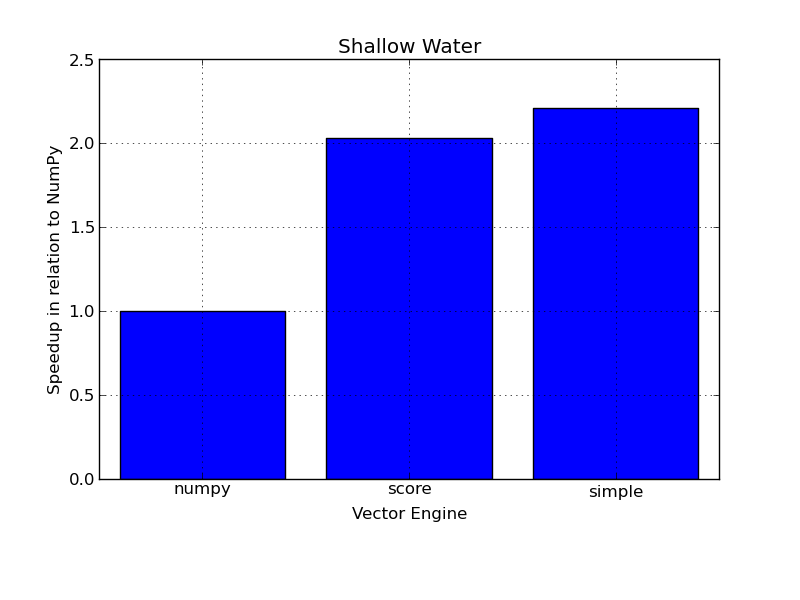 Shallow Water
Speedup in relation to NumPy
2.5
2.0
1.5
1.0
0.5
0.0
numpy score simple
Vector Engine